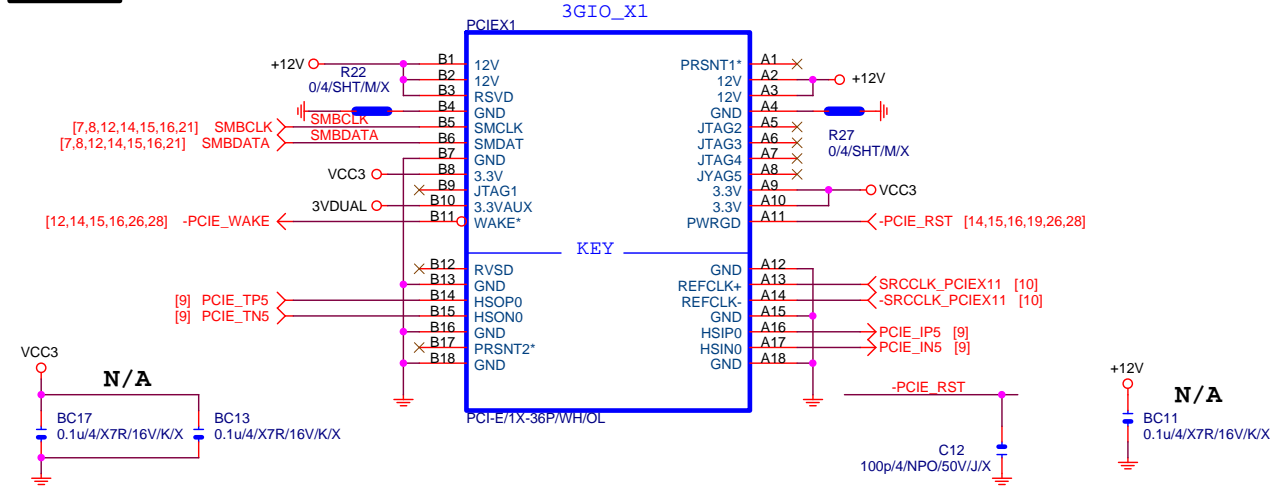 3GIO_X1
PCIEX1
+12V
R22
0/4/SHT/M/X
B1 12V
B2 12V
B3 RSVD
B4 GND
[7,8,12,14,15,16,21] SMBCLK SMBCLK B5 SMCLK
[7,8,12,14,15,16,21] SMBDATA SMBDATA B6 SMDAT
B7 GND
VCC3 B8 3.3V
B9 JTAG1
3VDUAL B10 3.3VAUX
[12,14,15,16,26,28] -PCIE_WAKE B11 WAKE*
PRSNT1* A1
12V A2 +12V
12V A3
GND A4
R27
0/4/SHT/M/X
JTAG2 A5
JTAG3 A6
JTAG4 A7
JYAG5 A8
3.3V A9 VCC3
3.3V A10
PWRGD A11 -PCIE_RST [14,15,16,19,26,28]
KEY
B12 RVSD
B13 GND
[9] PCIE_TP5 B14 HSOP0
[9] PCIE_TN5 B15 HSON0
B16 GND
B17 PRSNT2*
B18 GND
GND A12
REFCLK+ A13 SRCCLK_PCIEX11 [10]
REFCLK- A14 -SRCCLK_PCIEX11 [10]
GND A15
HSIP0 A16 PCIE_IP5 [9]
HSIN0 A17 PCIE_IN5 [9]
GND A18
PCI-E/1X-36P/WH/OL
VCC3
N/A
BC17
0.1u/4/X7R/16V/K/X
BC13
0.1u/4/X7R/16V/K/X
-PCIE_RST
C12
100p/4/NPO/50V/J/X
+12V
N/A
BC11
0.1u/4/X7R/16V/K/X